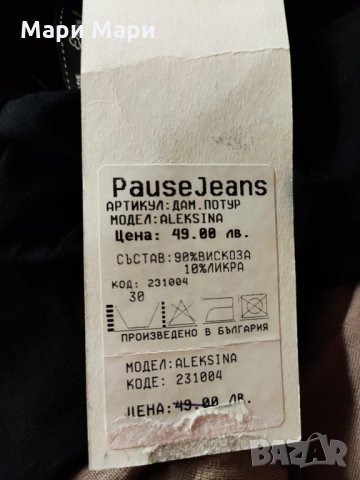 Мари Мари
PauseJeans
АРТИКУЛ:ДАМ.ПОТУР
МОДЕЛ:ALEKSINA
Цена: 49.00 лв.
СЪСТАВ:90%ВИСКОЗА
10%ЛИКРА
КОД: 231004
30
ПРОИЗВЕДЕНО В БЪЛГАРИЯ
МОДЕЛ:ALEKSINA
КОДЕ: 231004
ЦЕНА:49.00 ЛВ.
BAZAR